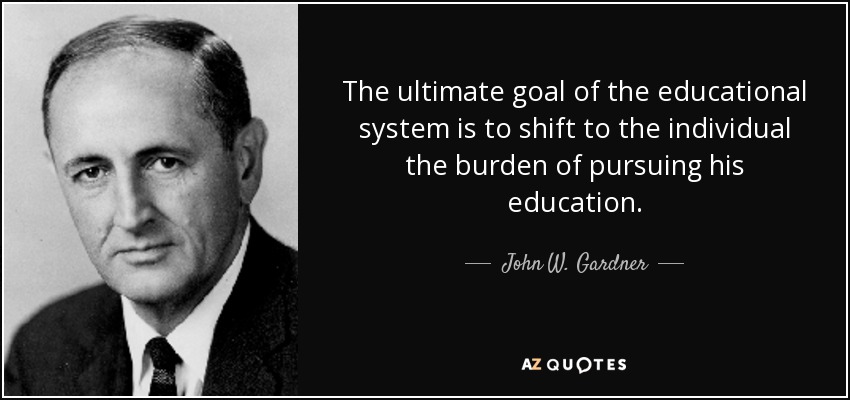 The ultimate goal of the educational
system is to shift to the individual
the burden of pursuing his
education.
John W. Gardner
AZ QUOTES